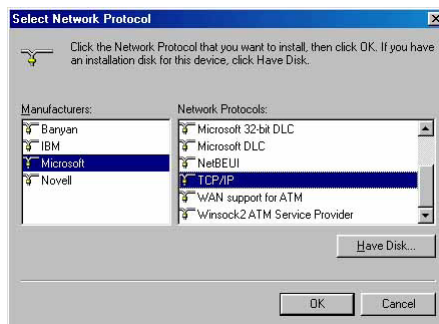 Select Network Protocol
Click the Network Protocol that you want to install, then click OK. If you have
an installation disk for this device, click Have Disk.
Manufacturers:
Banyan
IBM
Microsoft
Novell
Network Protocols:
Microsoft 32-bit DLC
Microsoft DLC
NetBEUI
TCP/IP
WAN support for ATM
Winsock2 ATM Service Provider
Have Disk...
OK
Cancel